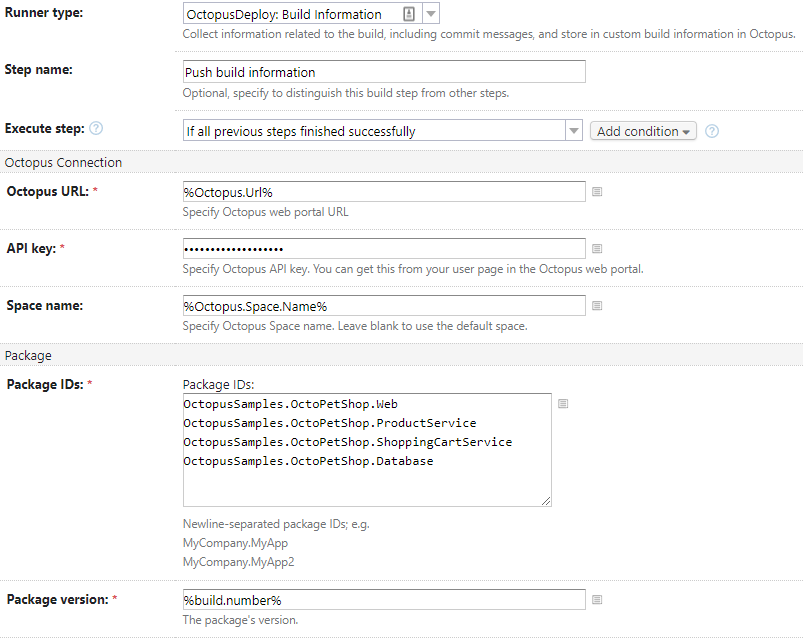 Runner type:
OctopusDeploy: Build Information
Collect information related to the build, including commit messages, and store in custom build information in Octopus.
Step name:
Push build information
Optional, specify to distinguish this build step from other steps.
Execute step: ?
If all previous steps finished successfully
Add condition
?
Octopus Connection
Octopus URL: *
%Octopus.Url%
Specify Octopus web portal URL
API key: *
•••••••••••••••••••
Specify Octopus API key. You can get this from your user page in the Octopus web portal.
Space name:
%Octopus.Space.Name%
Specify Octopus Space name. Leave blank to use the default space.
Package
Package IDs: *
Package IDs:
OctopusSamples.OctoPetShop.Web
OctopusSamples.OctoPetShop.ProductService
OctopusSamples.OctoPetShop.ShoppingCartService
OctopusSamples.OctoPetShop.Database
Newline-separated package IDs; e.g.
MyCompany.MyApp
MyCompany.MyApp2
Package version: *
%build.number%
The package's version.